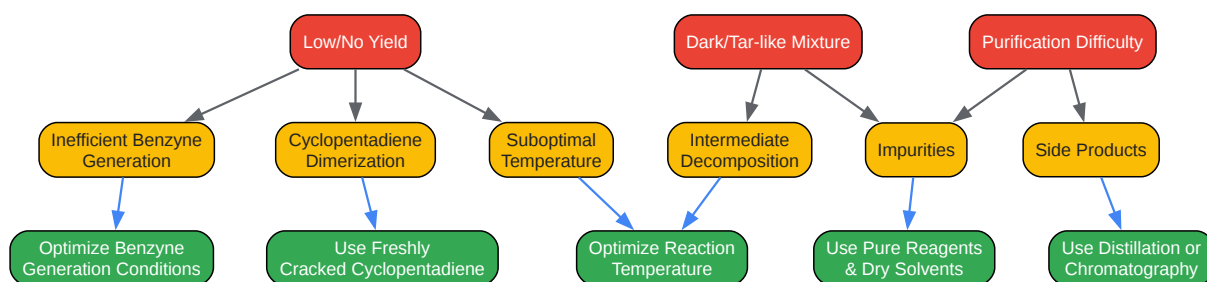 Low/No Yield
Dark/Tar-like Mixture
Purification Difficulty
Inefficient Benzyne
Generation
Cyclopentadiene
Dimerization
Suboptimal
Temperature
Intermediate
Decomposition
Impurities
Side Products
Optimize Benzyne
Generation Conditions
Use Freshly
Cracked Cyclopentadiene
Optimize Reaction
Temperature
Use Pure Reagents
& Dry Solvents
Use Distillation or
Chromatography